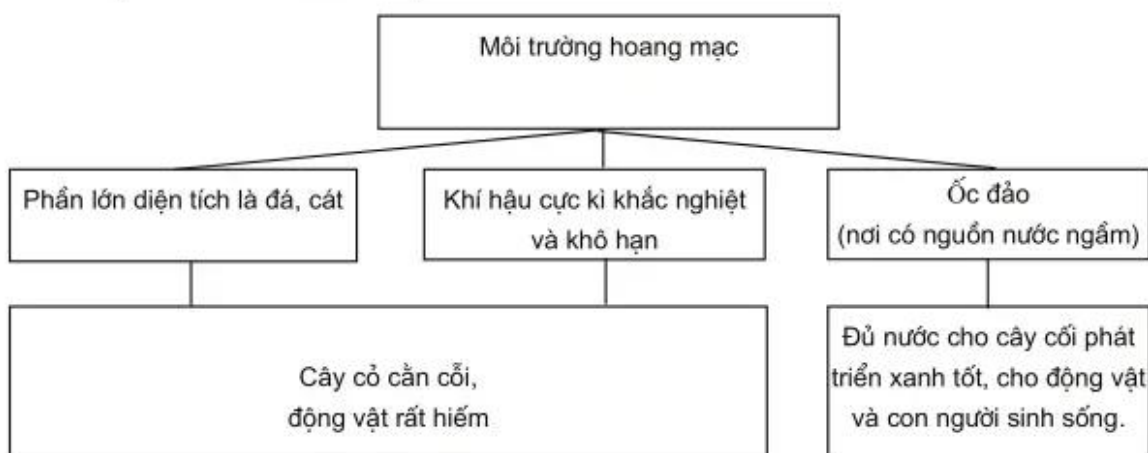 Môi trường hoang mạc
Phần lớn diện tích là đá, cát
Khí hậu cực kì khắc nghiệt
và khô hạn
Ốc đảo
(nơi có nguồn nước ngầm)
Cây cỏ cằn cỗi,
động vật rất hiếm
Đủ nước cho cây cối phát
triển xanh tốt, cho động vật
và con người sinh sống.